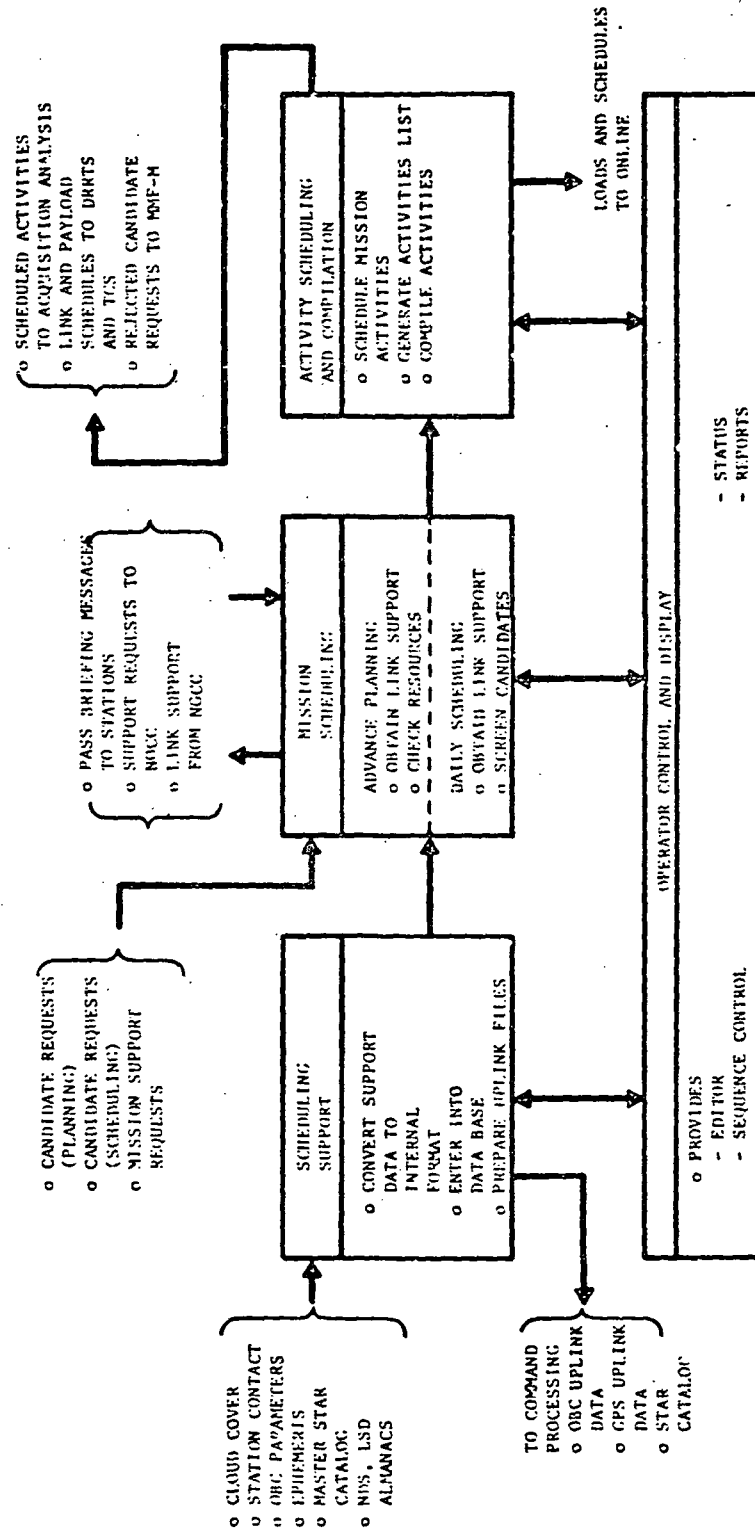 o CLOUD COVER
o STATION CONTACT
o OBC PARAMETERS
o EPHEMERIS
o MASTER STAR
CATALOG
o NDS, LSD
ALMANACS
o CANDIDATE REQUESTS
(PLANNING)
o CANDIDATE REQUESTS
(SCHEDULING)
o MISSION SUPPORT
REQUESTS
SCHEDULING
SUPPORT
o CONVERT SUPPORT
DATA TO
INTERNAL
FORMAT
o ENTER INTO
DATA BASE
o PREPARE UPLINK FILES
TO COMMAND
PROCESSING
o OBC UPLINK
DATA
o GPS UPLINK
DATA
o STAR
CATALOG
o PASS BRIEFING MESSAGES
TO STATIONS
o SUPPORT REQUESTS TO
NGCC
o LINK SUPPORT
FROM NGCC
MISSION
SCHEDULING
ADVANCE PLANNING
o OBTAIN LINK SUPPORT
o CHECK RESOURCES
DAILY SCHEDULING
o OBTAIN LINK SUPPORT
o SCREEN CANDIDATES
o SCHEDULED ACTIVITIES
TO ACQUISITION ANALYSIS
o LINK AND PAYLOAD
SCHEDULES TO DRRTS
AND TGS
o REJECTED CANDIDATE
REQUESTS TO MMF-M
ACTIVITY SCHEDULING
AND COMPILATION
o SCHEDULE MISSION
ACTIVITIES
o GENERATE ACTIVITIES LIST
o COMPILE ACTIVITIES
LOADS AND SCHEDULES
TO ONLINE
OPERATOR CONTROL AND DISPLAY
o PROVIDES
- EDITOR
- SEQUENCE CONTROL
- STATUS
- REPORTS